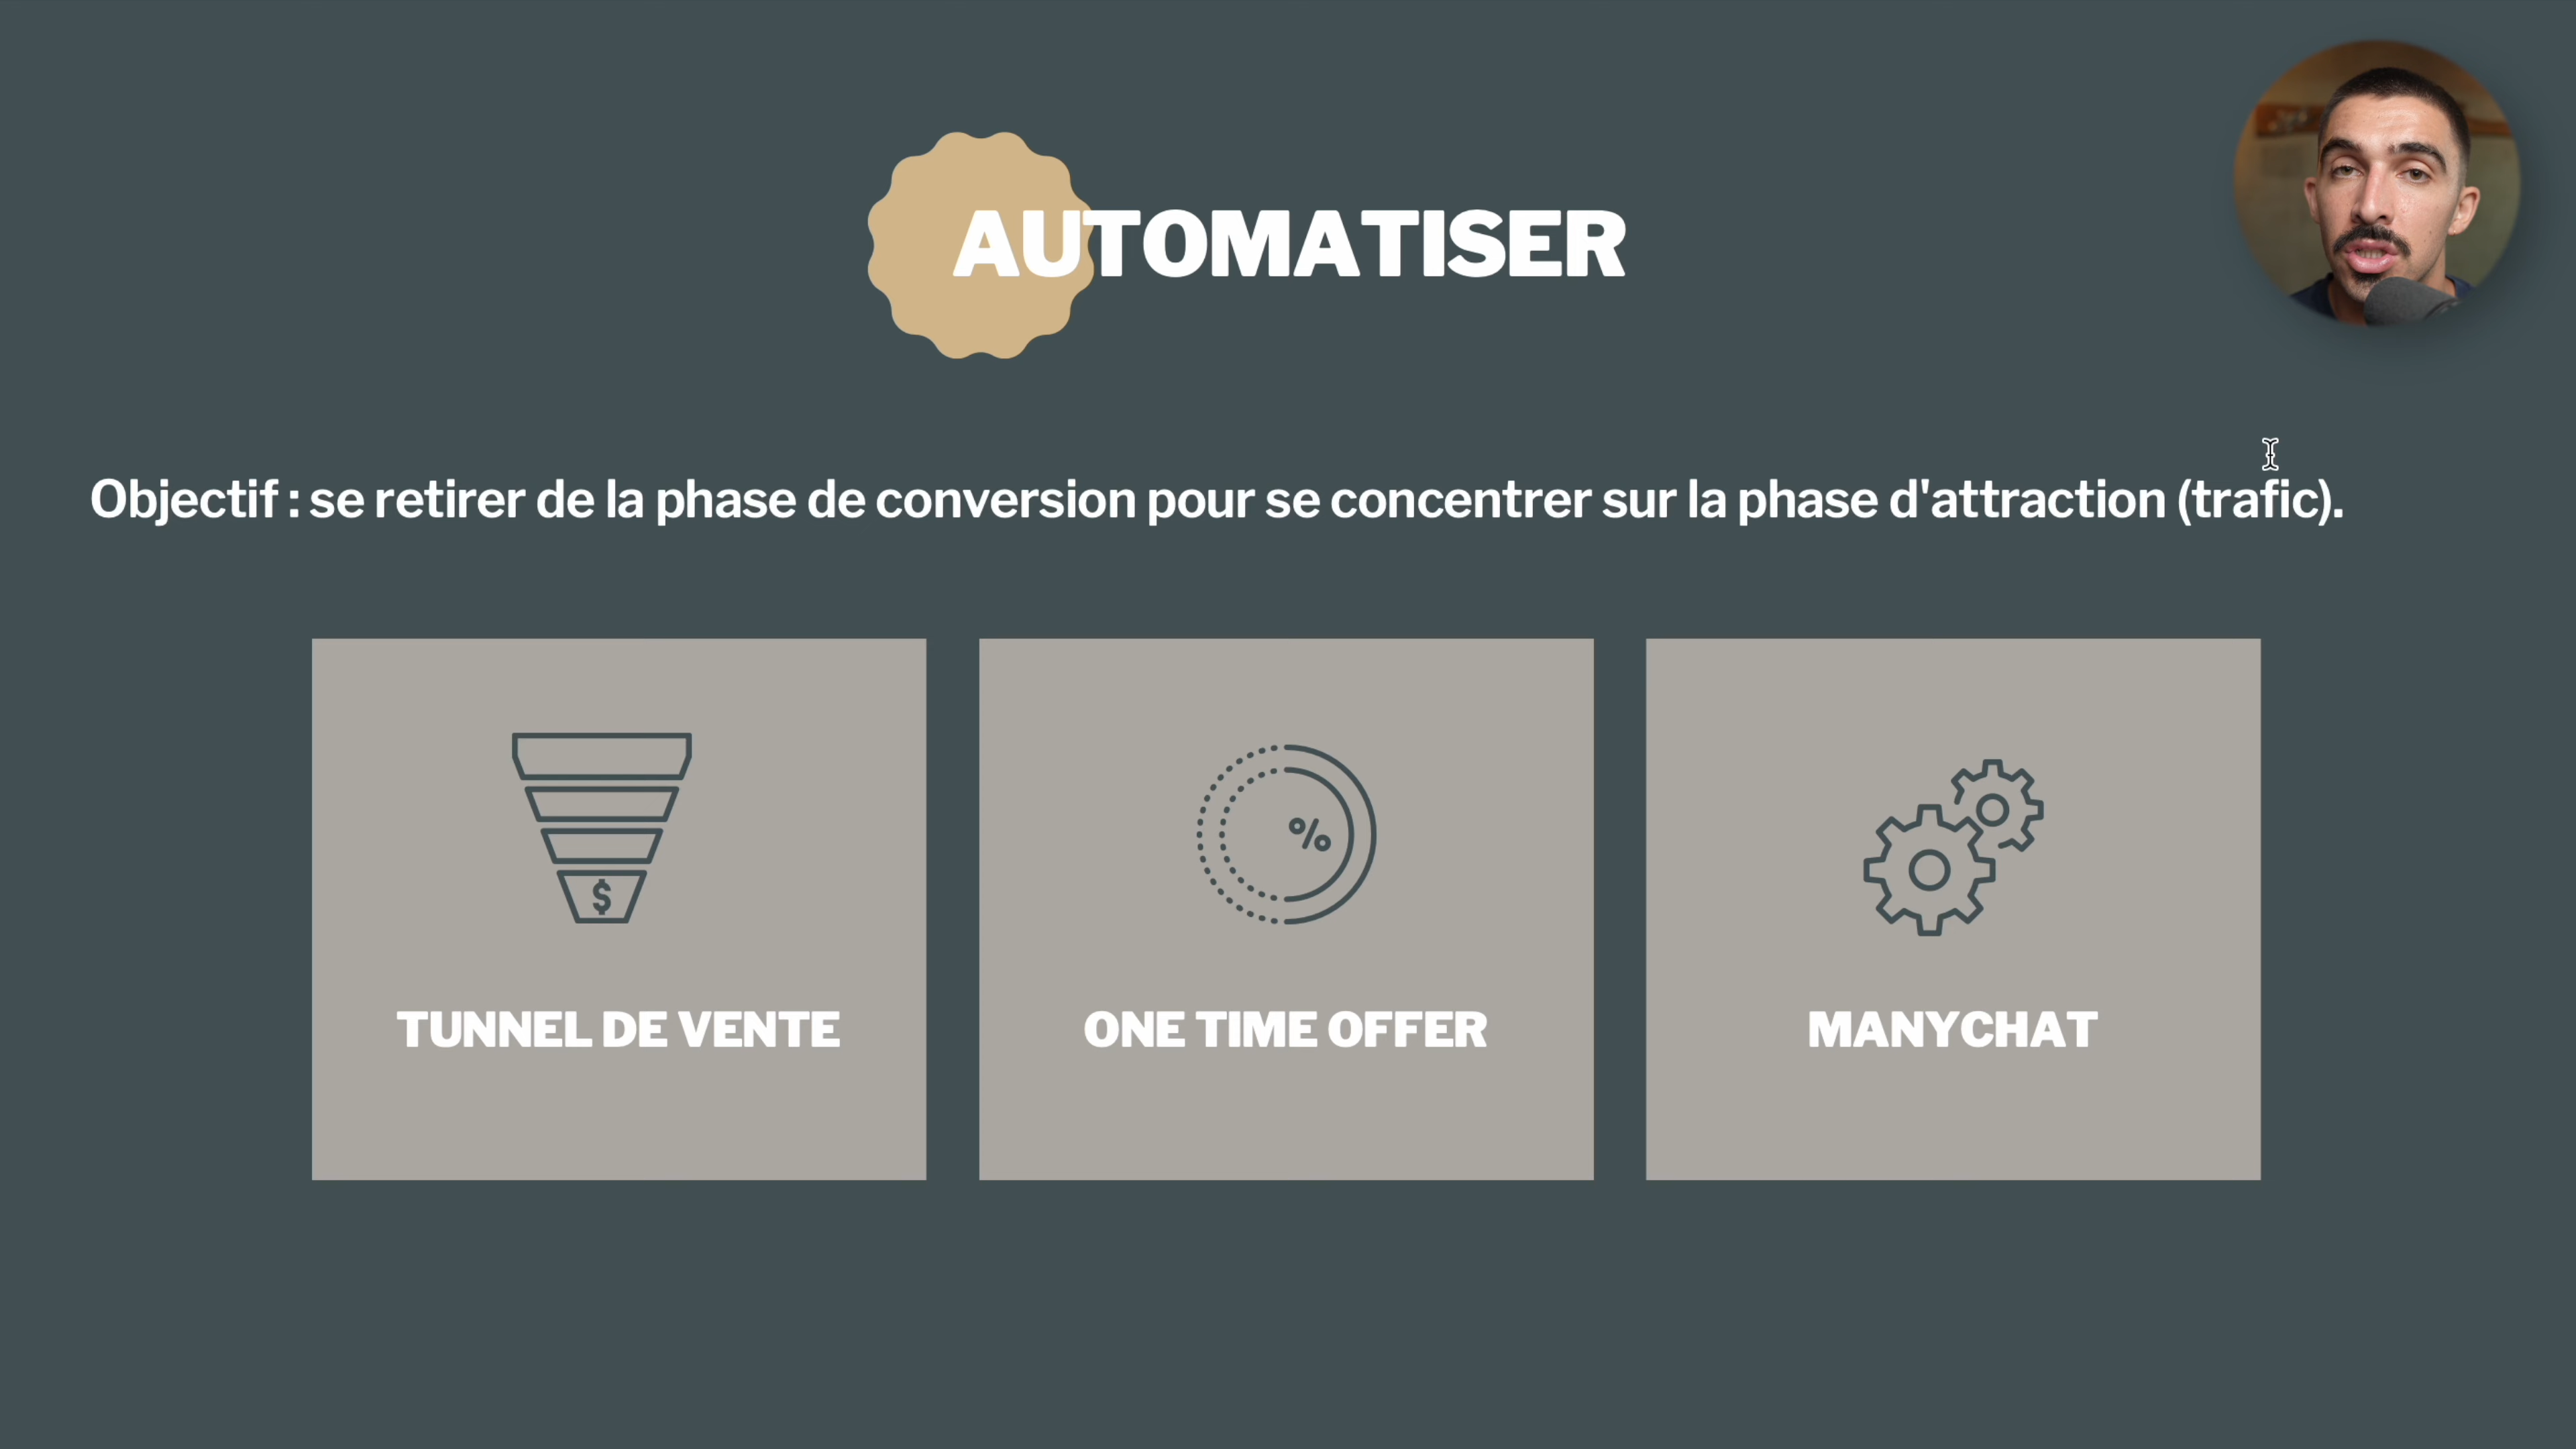 AUTOMATISER
Objectif : se retirer de la phase de conversion pour se concentrer sur la phase d'attraction (trafic).
$
%
TUNNEL DE VENTE
ONE TIME OFFER
MANYCHAT